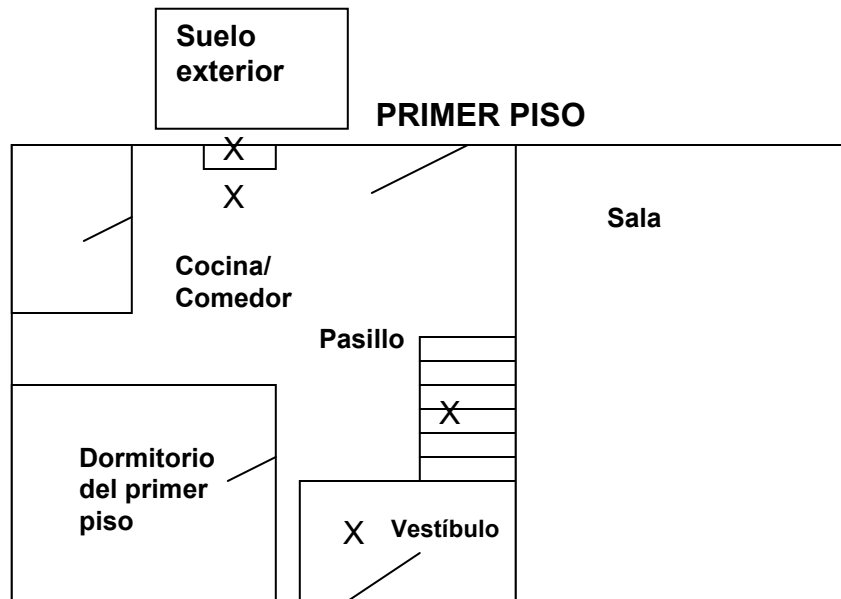 Suelo
exterior
PRIMER PISO
X
X
Sala
Cocina/
Comedor
Pasillo
X
Dormitorio
del primer
piso
X
Vestíbulo